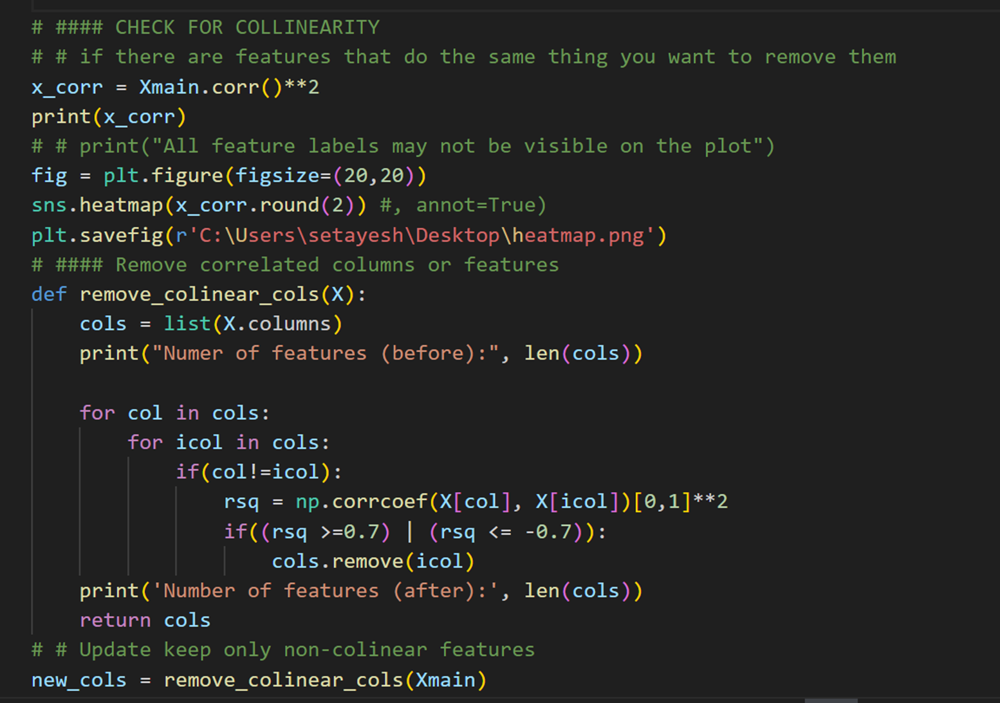 # #### CHECK FOR COLLINEARITY
# # if there are features that do the same thing you want to remove them
x_corr = Xmain.corr()**2
print(x_corr)
# # print("All feature labels may not be visible on the plot")
fig = plt.figure(figsize=(20,20))
sns.heatmap(x_corr.round(2)) #, annot=True)
plt.savefig(r'C:\Users\setayesh\Desktop\heatmap.png')
# #### Remove correlated columns or features
def remove_colinear_cols(X):
    cols = list(X.columns)
    print("Numer of features (before):", len(cols))

    for col in cols:
        for icol in cols:
            if(col!=icol):
                rsq = np.corrcoef(X[col], X[icol])[0,1]**2
                if((rsq >=0.7) | (rsq <= -0.7)):
                    cols.remove(icol)
    print('Number of features (after):', len(cols))
    return cols
# # Update keep only non-colinear features
new_cols = remove_colinear_cols(Xmain)